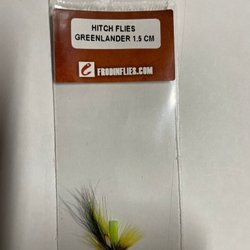 HITCH FLIES
GREENLANDER 1.5 CM
FRODINFLIES.COM